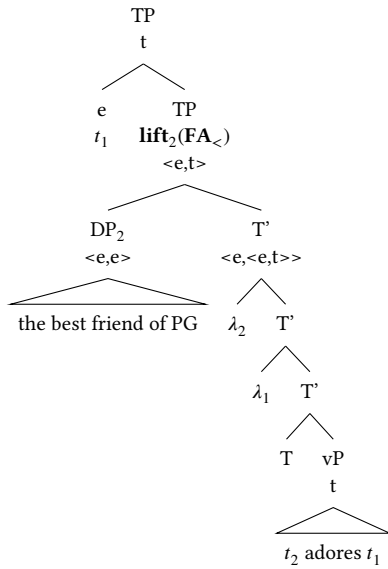 TP
t
e TP
t₁ lift₂(FA<)
<e,t>
DP₂ T’
<e,e> <e,<e,t>>
the best friend of PG λ₂ T’
λ₁ T’
T vP
t
t₂ adores t₁